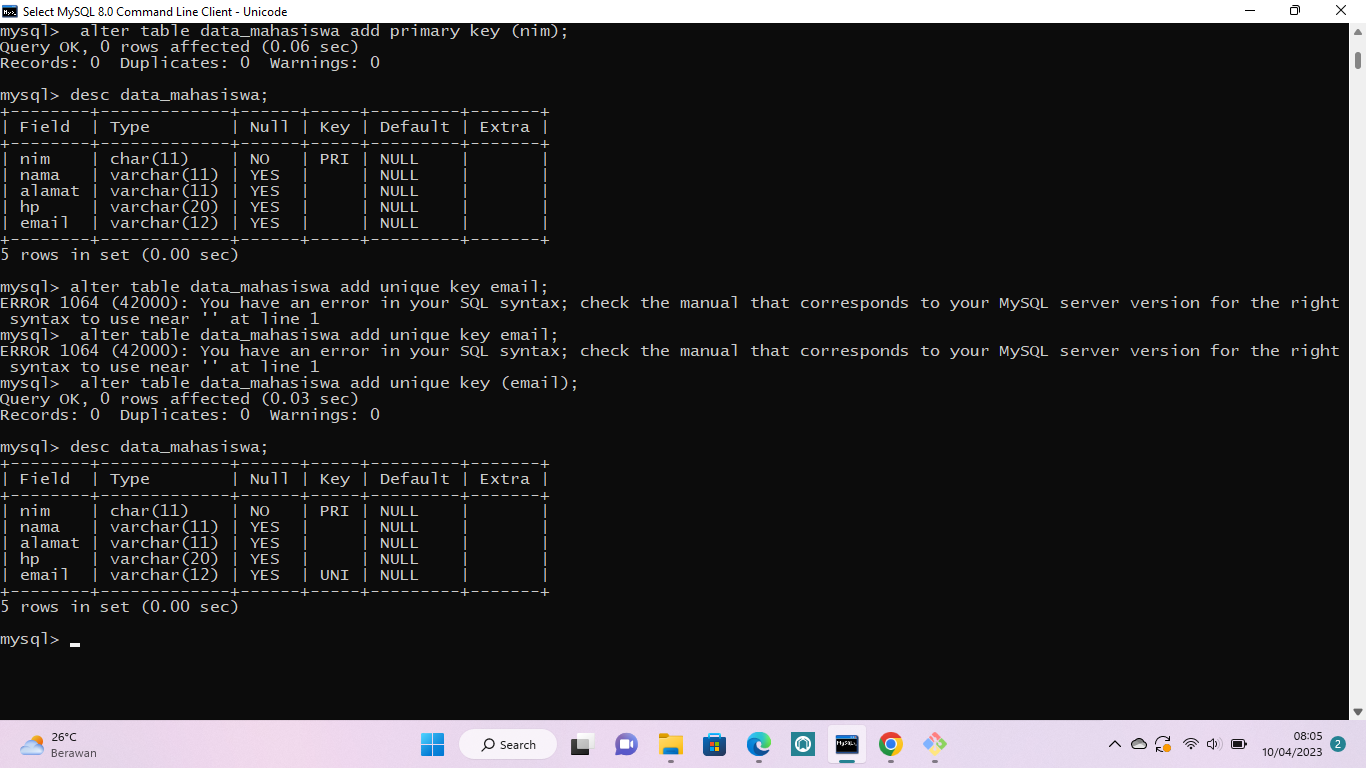 Select MySQL 8.0 Command Line Client - Unicode
mysql>  alter table data_mahasiswa add primary key (nim);
Query OK, 0 rows affected (0.06 sec)
Records: 0  Duplicates: 0  Warnings: 0
mysql> desc data_mahasiswa;
+--------+-------------+------+-----+---------+-------+
| Field  | Type        | Null | Key | Default | Extra |
+--------+-------------+------+-----+---------+-------+
| nim    | char(11)    | NO   | PRI | NULL    |       |
| nama   | varchar(11) | YES  |     | NULL    |       |
| alamat | varchar(11) | YES  |     | NULL    |       |
| hp     | varchar(20) | YES  |     | NULL    |       |
| email  | varchar(12) | YES  |     | NULL    |       |
+--------+-------------+------+-----+---------+-------+
5 rows in set (0.00 sec)
mysql> alter table data_mahasiswa add unique key email;
ERROR 1064 (42000): You have an error in your SQL syntax; check the manual that corresponds to your MySQL server version for the right
 syntax to use near '' at line 1
mysql>  alter table data_mahasiswa add unique key email;
ERROR 1064 (42000): You have an error in your SQL syntax; check the manual that corresponds to your MySQL server version for the right
 syntax to use near '' at line 1
mysql>  alter table data_mahasiswa add unique key (email);
Query OK, 0 rows affected (0.03 sec)
Records: 0  Duplicates: 0  Warnings: 0
mysql> desc data_mahasiswa;
+--------+-------------+------+-----+---------+-------+
| Field  | Type        | Null | Key | Default | Extra |
+--------+-------------+------+-----+---------+-------+
| nim    | char(11)    | NO   | PRI | NULL    |       |
| nama   | varchar(11) | YES  |     | NULL    |       |
| alamat | varchar(11) | YES  |     | NULL    |       |
| hp     | varchar(20) | YES  |     | NULL    |       |
| email  | varchar(12) | YES  | UNI | NULL    |       |
+--------+-------------+------+-----+---------+-------+
5 rows in set (0.00 sec)
mysql> _
26°C
Berawan
Search
08:05
10/04/2023
2